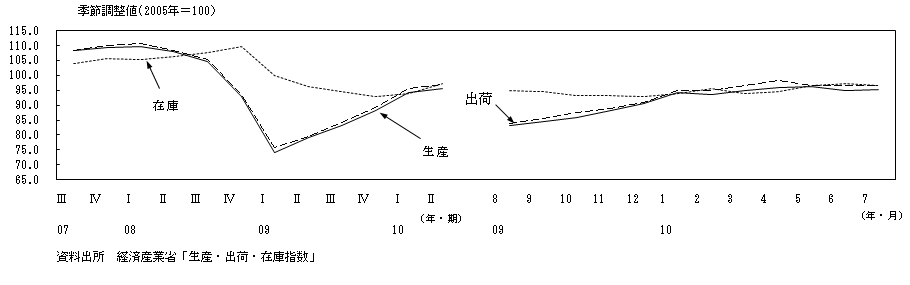 季節調整値(2005年＝100)
115.0
110.0
105.0
100.0
95.0
90.0
85.0
80.0
75.0
70.0
65.0
在庫
生産
出荷
Ⅲ Ⅳ Ⅰ Ⅱ Ⅲ Ⅳ Ⅰ Ⅱ Ⅲ Ⅳ Ⅰ Ⅱ 8 9 10 11 12 1 2 3 4 5 6 7
(年・期) (年・月)
07 08 09 10 09 10
資料出所 経済産業省「生産・出荷・在庫指数」